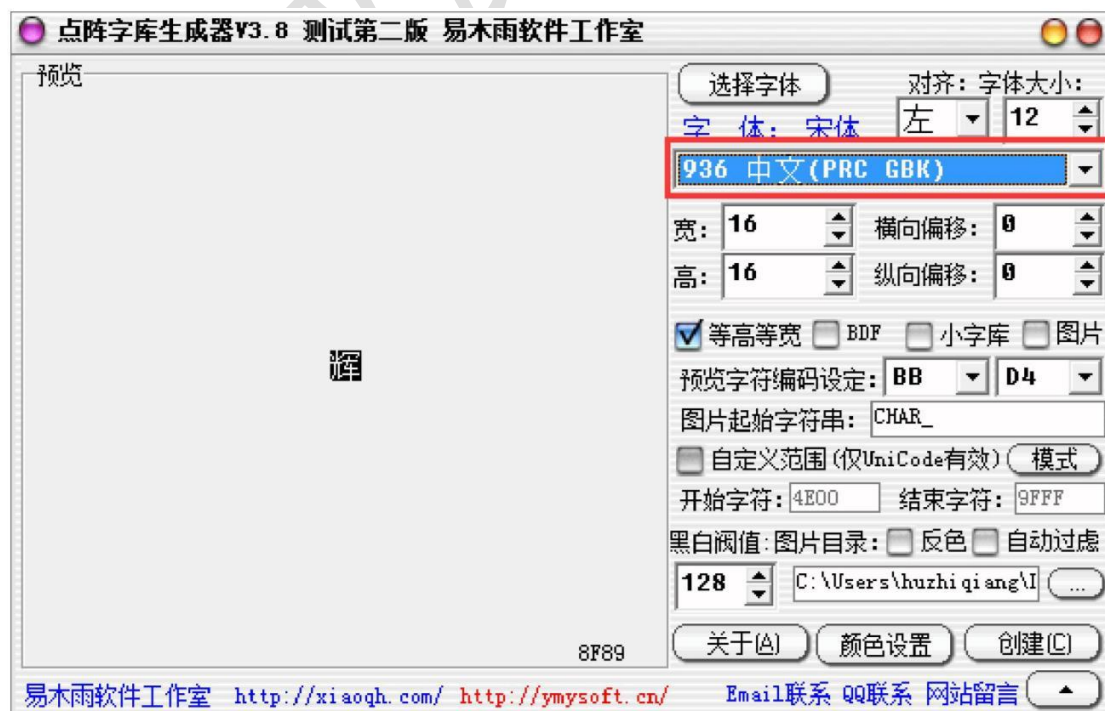 点阵字库生成器V3.8 测试第二版 易木雨软件工作室
预览
选择字体 对齐: 字体大小:
字 体: 宋体 左 12
936 中文(PRC GBK)
宽: 16 横向偏移: 0
高: 16 纵向偏移: 0
等高等宽 BDF 小字库 图片
辉
预览字符编码设定: BB D4
图片起始字符串: CHAR_
自定义范围(仅UniCode有效) 模式
开始字符: 4E00 结束字符: 9FFF
黑白阀值: 图片目录: 反色 自动过虑
128 C:\Users\huzhiqiang\I ...
8F89
关于(A) 颜色设置 创建(C)
易木雨软件工作室 http://xiaoqh.com/ http://ymysoft.cn/ Email联系 QQ联系 网站留言